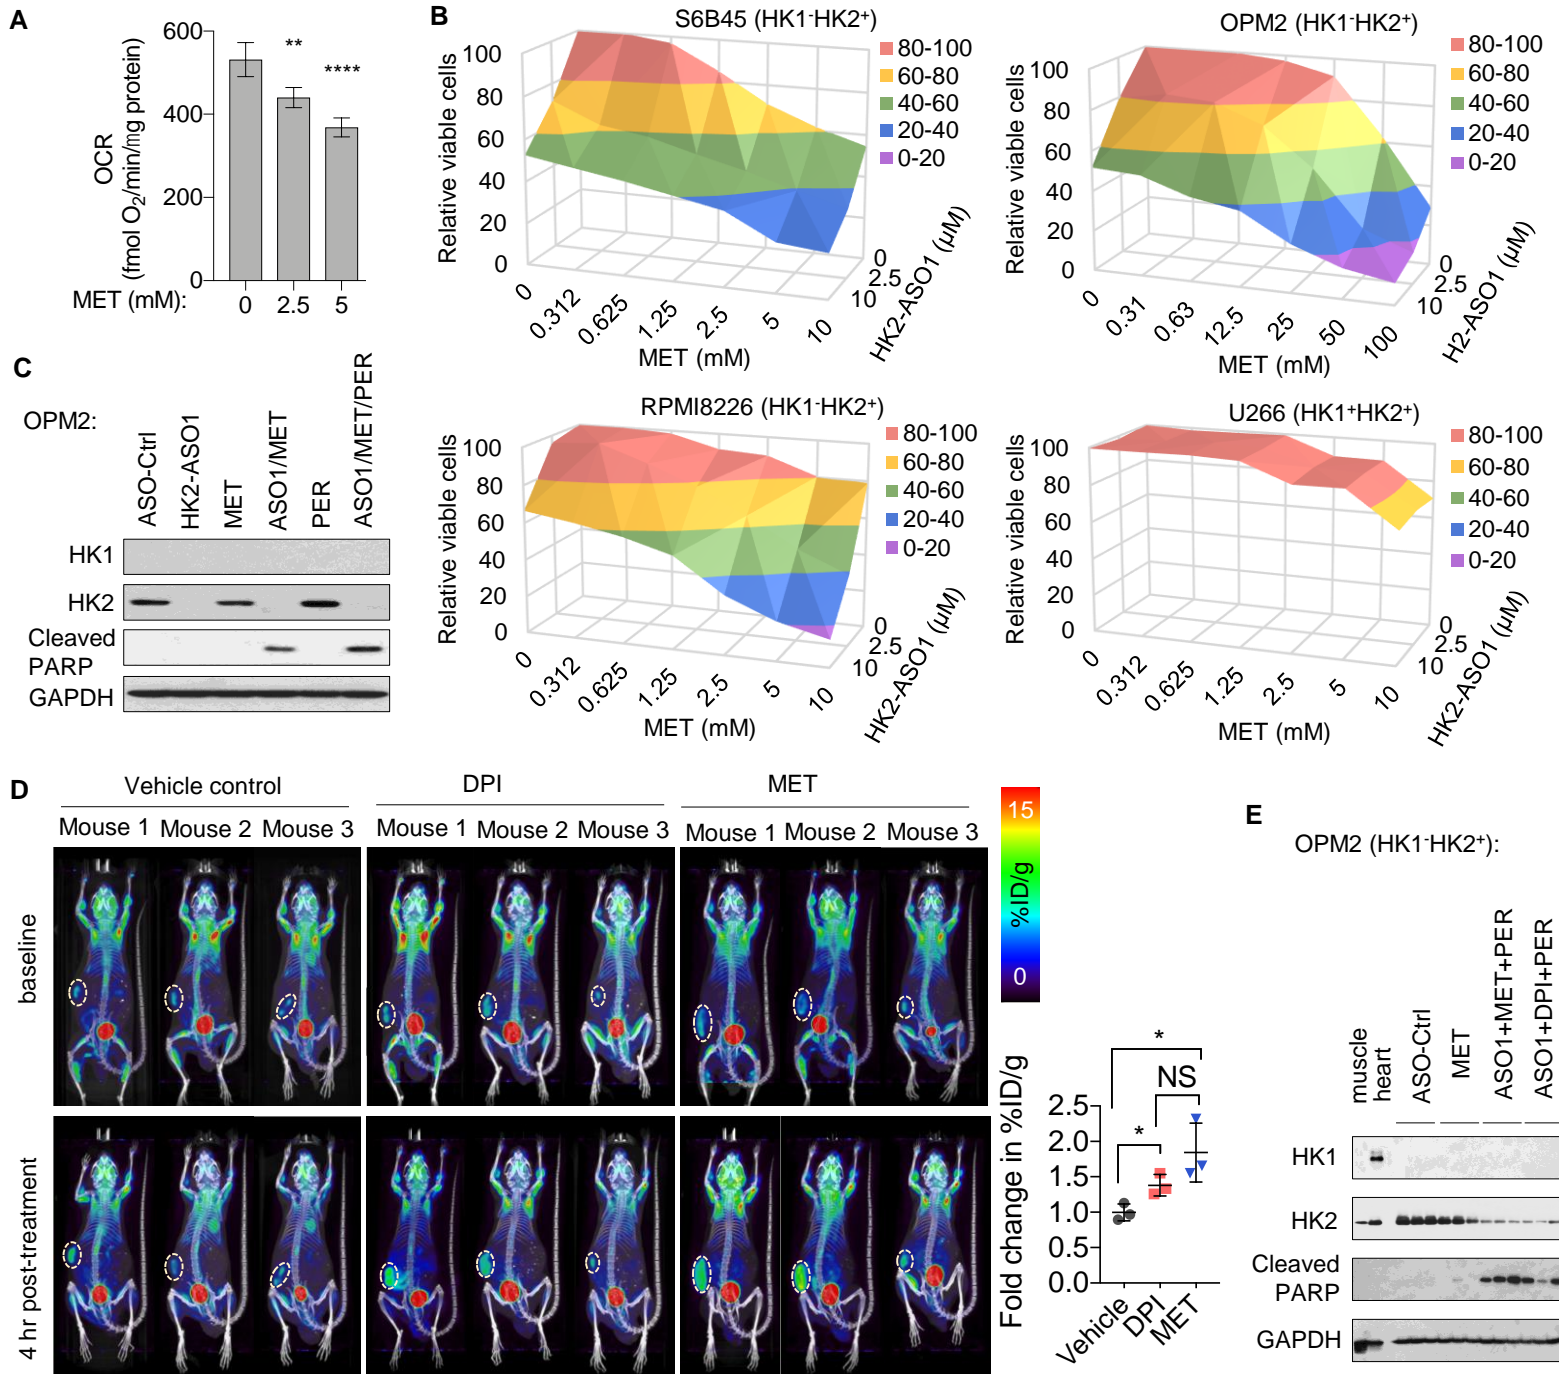 A
600
400
200
0
OCR
(fmol O2/min/mg protein)
**
****
MET (mM):
0 2.5 5
B
S6B45 (HK1-HK2+)
Relative viable cells
100
80
60
40
20
0
80-100
60-80
40-60
20-40
0-20
0 0.312 0.625 1.25 2.5 5 10
MET (mM)
0
2.5
10
HK2-ASO1 (µM)
OPM2 (HK1-HK2+)
Relative viable cells
100
80
60
40
20
0
80-100
60-80
40-60
20-40
0-20
0 0.31 0.63 12.5 25 50 100
MET (mM)
0
2.5
10
H2-ASO1 (µM)
RPMI8226 (HK1-HK2+)
Relative viable cells
100
80
60
40
20
0
80-100
60-80
40-60
20-40
0-20
0 0.312 0.625 1.25 2.5 5 10
MET (mM)
0
2.5
10
HK2-ASO1 (µM)
U266 (HK1+HK2+)
Relative viable cells
100
80
60
40
20
0
80-100
60-80
40-60
20-40
0-20
0 0.312 0.625 1.25 2.5 5 10
MET (mM)
0
2.5
10
HK2-ASO1 (µM)
C
OPM2:
ASO-Ctrl
HK2-ASO1
MET
ASO1/MET
PER
ASO1/MET/PER
HK1
HK2
Cleaved
PARP
GAPDH
D
Vehicle control DPI MET
Mouse 1 Mouse 2 Mouse 3 Mouse 1 Mouse 2 Mouse 3 Mouse 1 Mouse 2 Mouse 3
baseline
4 hr post-treatment
15
%ID/g
0
Fold change in %ID/g
2.5
2.0
1.5
1.0
0.5
0.0
*
NS
*
Vehicle
DPI
MET
E
OPM2 (HK1-HK2+):
muscle
heart
ASO-Ctrl
MET
ASO1+MET+PER
ASO1+DPI+PER
HK1
HK2
Cleaved
PARP
GAPDH